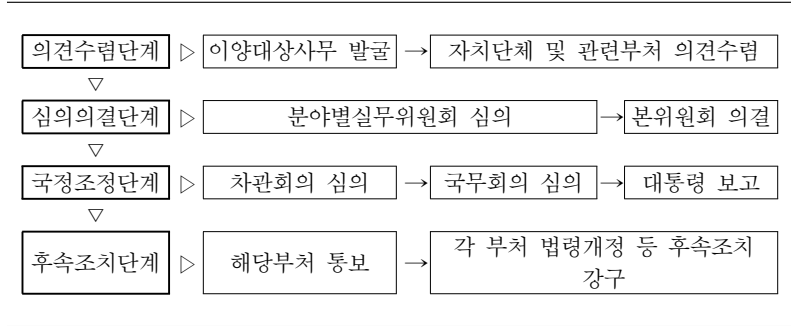 의견수렴단계 ▷ 이양대상사무 발굴 → 자치단체 및 관련부처 의견수렴
▽
심의의결단계 ▷ 분야별실무위원회 심의 → 본위원회 의결
▽
국정조정단계 ▷ 차관회의 심의 → 국무회의 심의 → 대통령 보고
▽
후속조치단계 ▷ 해당부처 통보 → 각 부처 법령개정 등 후속조치
강구